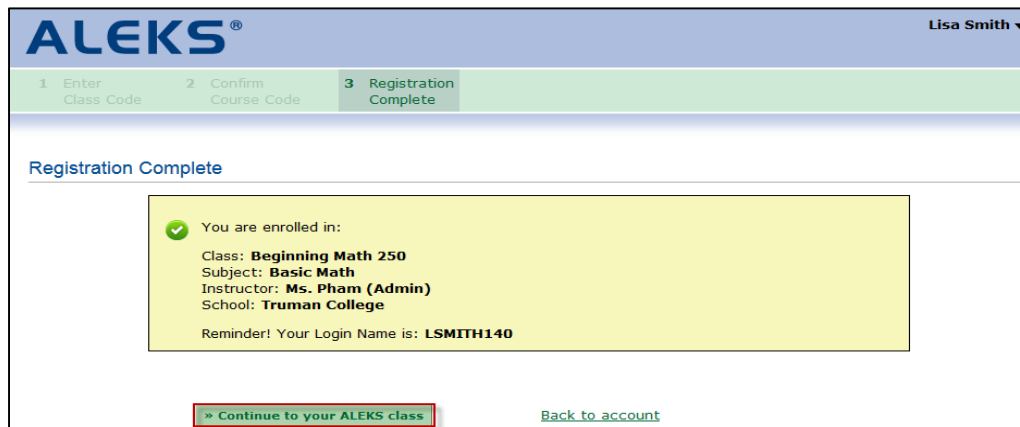 ALEKS®
Lisa Smith
1 Enter Class Code
2 Confirm Course Code
3 Registration Complete
Registration Complete
You are enrolled in:
Class: Beginning Math 250
Subject: Basic Math
Instructor: Ms. Pham (Admin)
School: Truman College
Reminder! Your Login Name is: LSMITH140
» Continue to your ALEKS class
Back to account